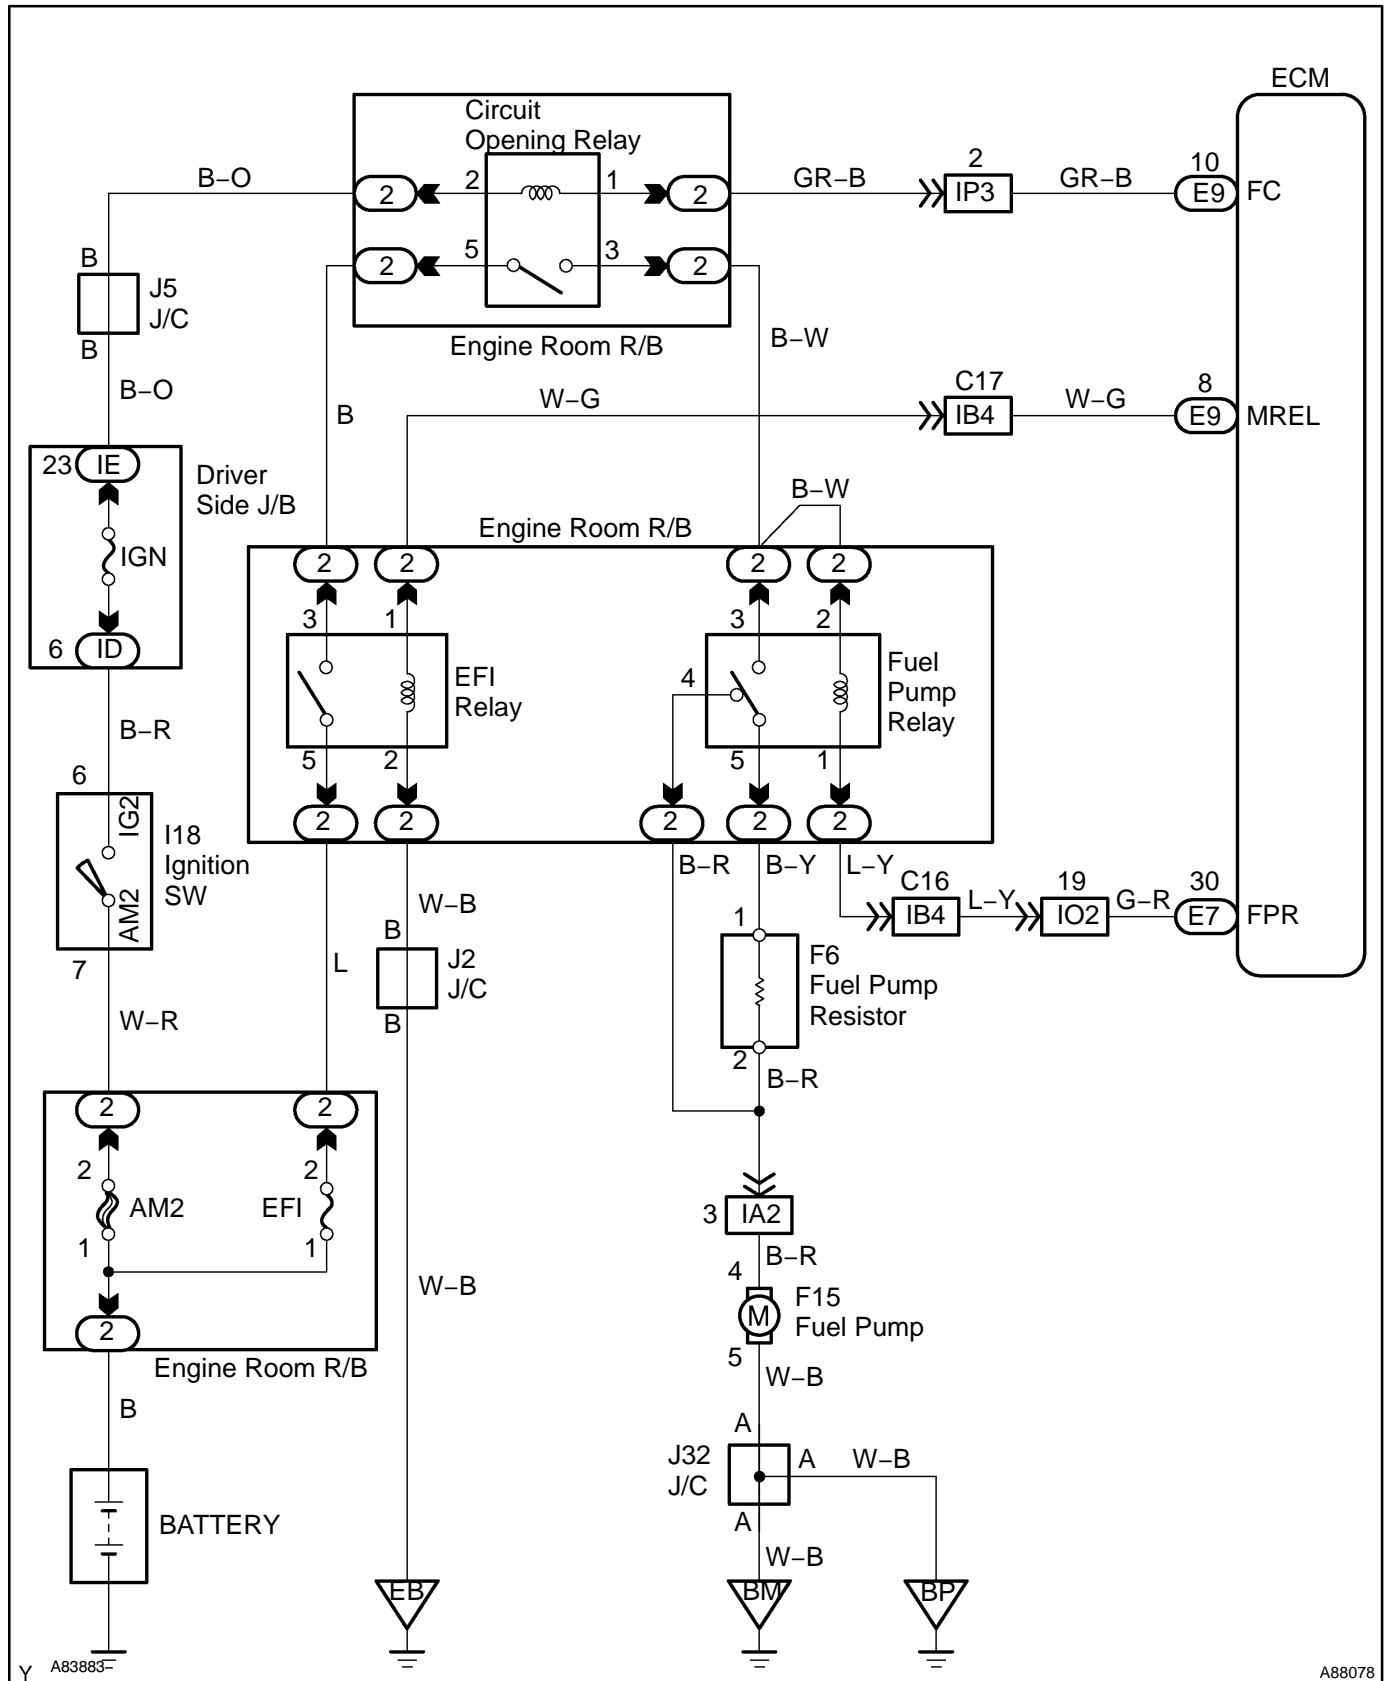 ECM
Circuit
Opening Relay
B–O
2
2
1
2
GR–B
2
IP3
GR–B
10
E9
FC
2
5
3
2
B
J5
J/C
B
Engine Room R/B
B–W
B–O
B
W–G
C17
IB4
W–G
8
E9
MREL
23
IE
Driver
Side J/B
IGN
6
ID
B–W
Engine Room R/B
2
2
2
2
3
1
3
2
EFI
Relay
4
Fuel
Pump
Relay
5
2
5
1
2
2
2
2
2
B–R
6
IG2
AM2
I18
Ignition
SW
7
B–R
B–Y
L–Y
C16
IB4
L–Y
19
IO2
G–R
30
E7
FPR
W–B
B
J2
J/C
B
L
1
F6
Fuel Pump
Resistor
2
B–R
W–R
2
2
2
AM2
1
EFI
2
1
2
Engine Room R/B
3
IA2
B–R
4
M
F15
Fuel Pump
5
W–B
W–B
B
BATTERY
A
J32
J/C
A
W–B
A
W–B
EB
BM
BP
Y
A83883–
A88078